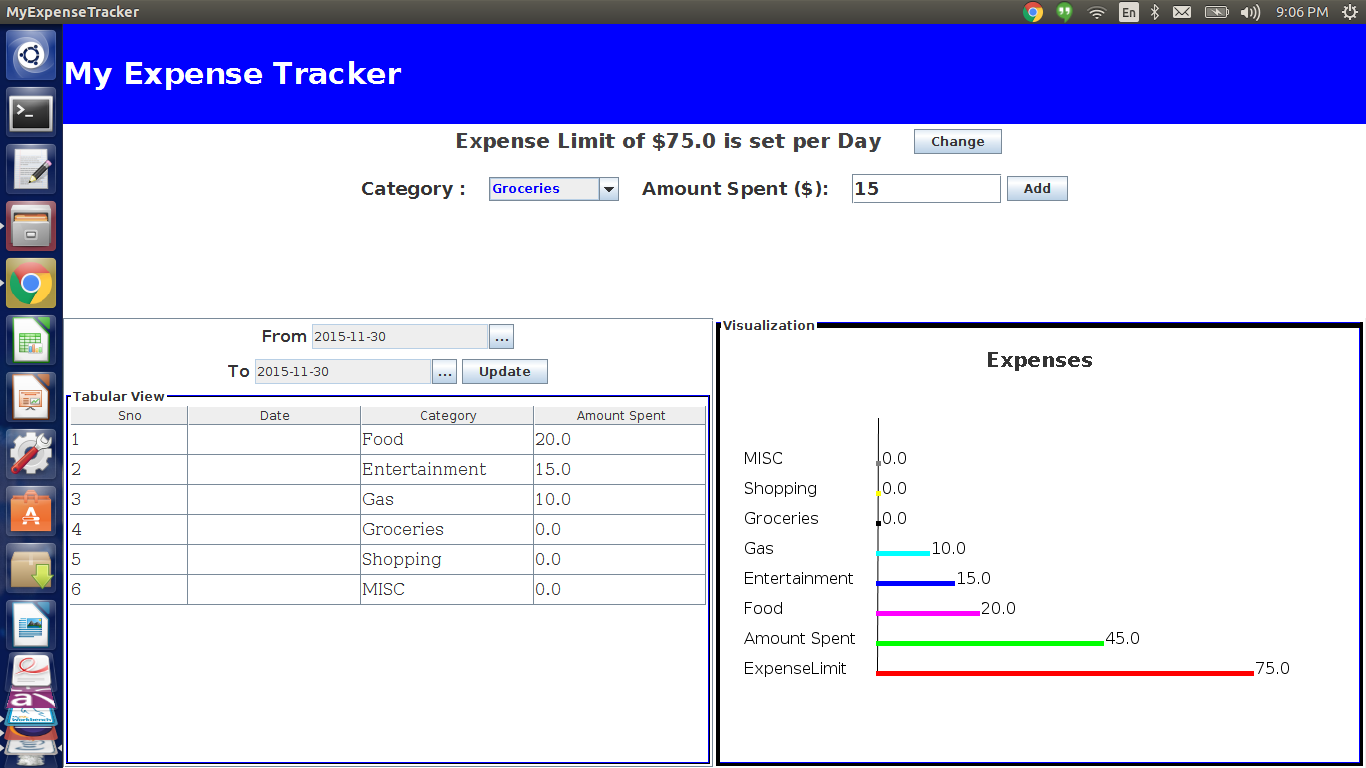 MyExpenseTracker
En
9:06 PM
My Expense Tracker
Expense Limit of $75.0 is set per Day Change
Category : Groceries Amount Spent ($): 15 Add
From 2015-11-30 ...
To 2015-11-30 ... Update
Tabular View
Sno Date Category Amount Spent
1 Food 20.0
2 Entertainment 15.0
3 Gas 10.0
4 Groceries 0.0
5 Shopping 0.0
6 MISC 0.0
Visualization
Expenses
MISC 0.0
Shopping 0.0
Groceries 0.0
Gas 10.0
Entertainment 15.0
Food 20.0
Amount Spent 45.0
ExpenseLimit 75.0
Workbench